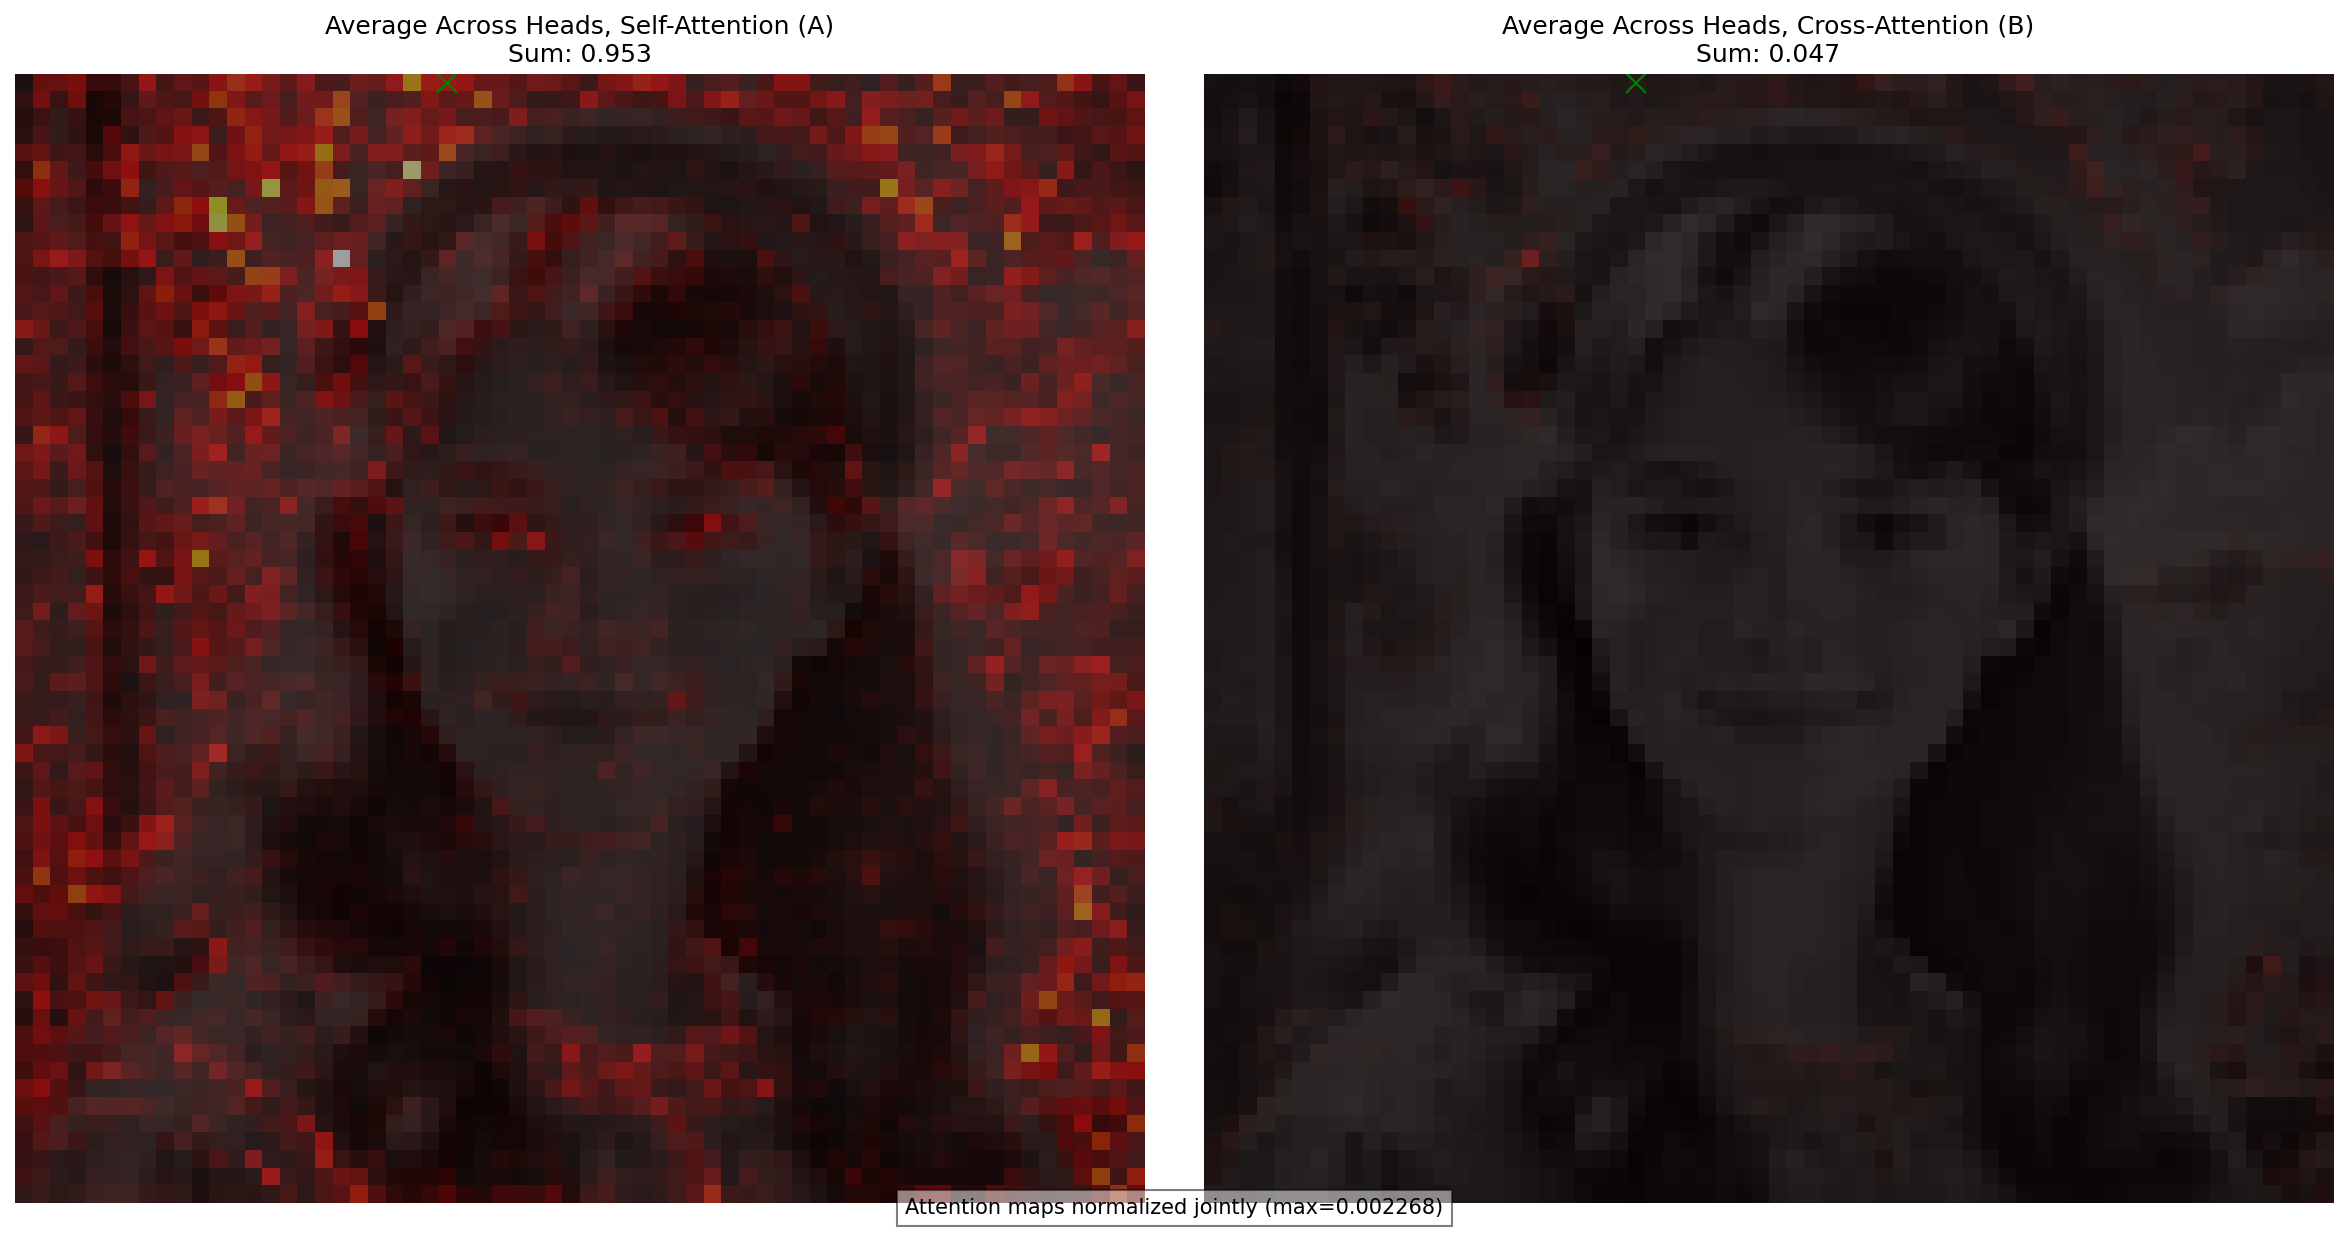 Average Across Heads, Self-Attention (A)
Sum: 0.953
Average Across Heads, Cross-Attention (B)
Sum: 0.047
Attention maps normalized jointly (max=0.002268)